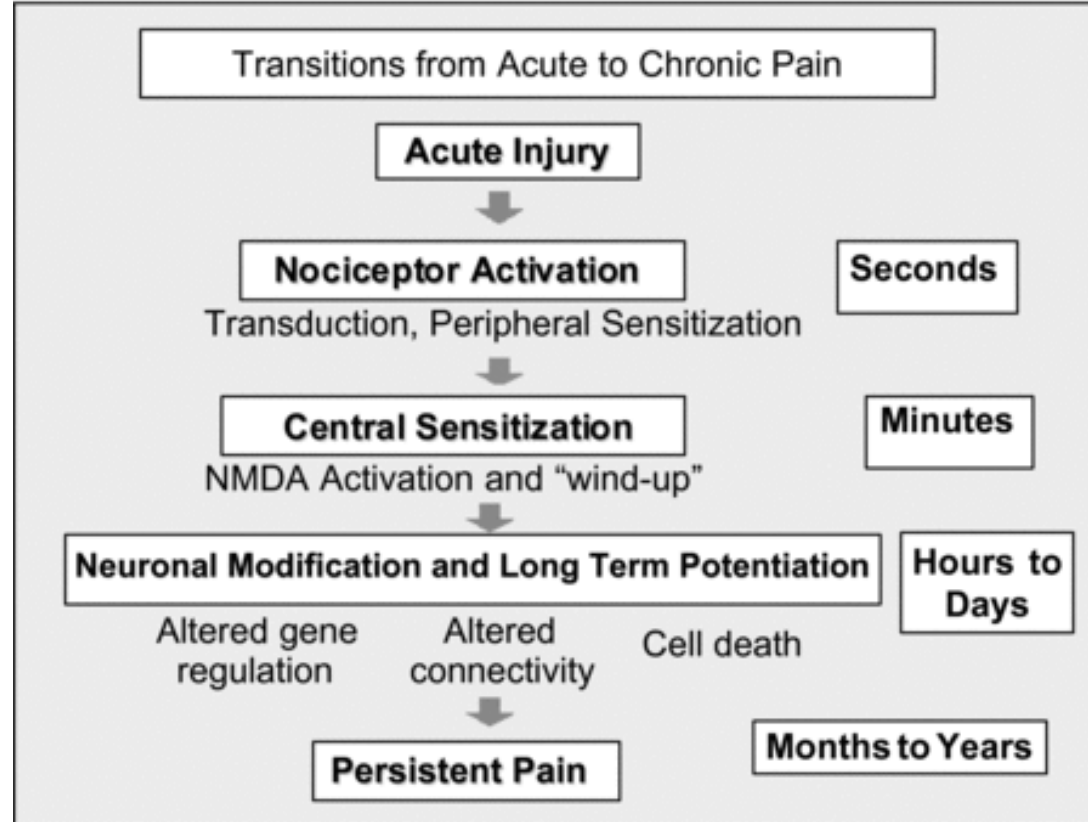 Transitions from Acute to Chronic Pain
Acute Injury
Nociceptor Activation
Seconds
Transduction, Peripheral Sensitization
Central Sensitization
Minutes
NMDA Activation and “wind-up”
Neuronal Modification and Long Term Potentiation
Hours to
Days
Altered gene
regulation
Altered
connectivity
Cell death
Persistent Pain
Months to Years